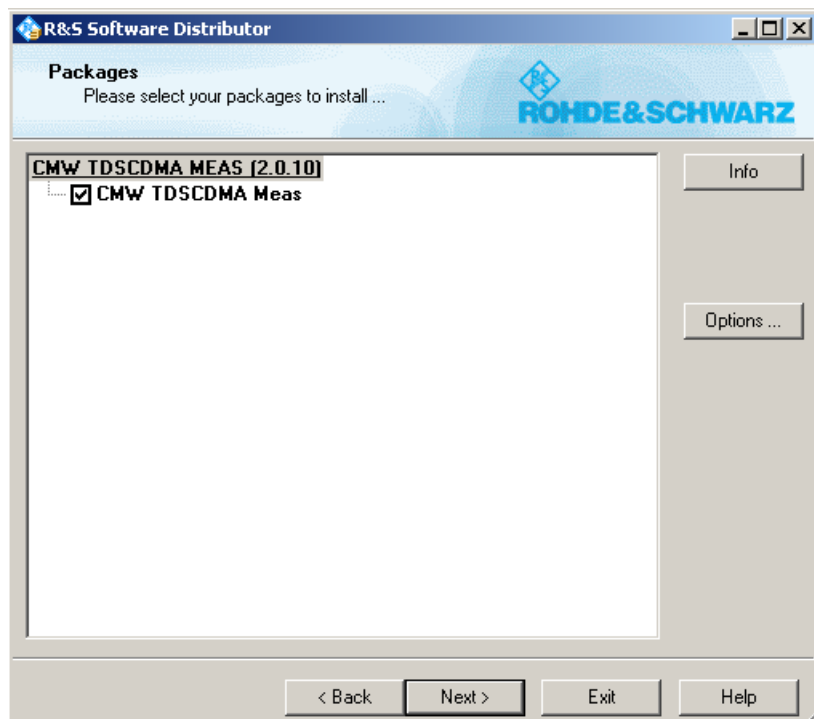 R&S Software Distributor
Packages
Please select your packages to install ...
ROHDE&SCHWARZ
CMW TDSCDMA MEAS (2.0.10)
CMW TDSCDMA Meas
Info
Options ...
< Back
Next >
Exit
Help